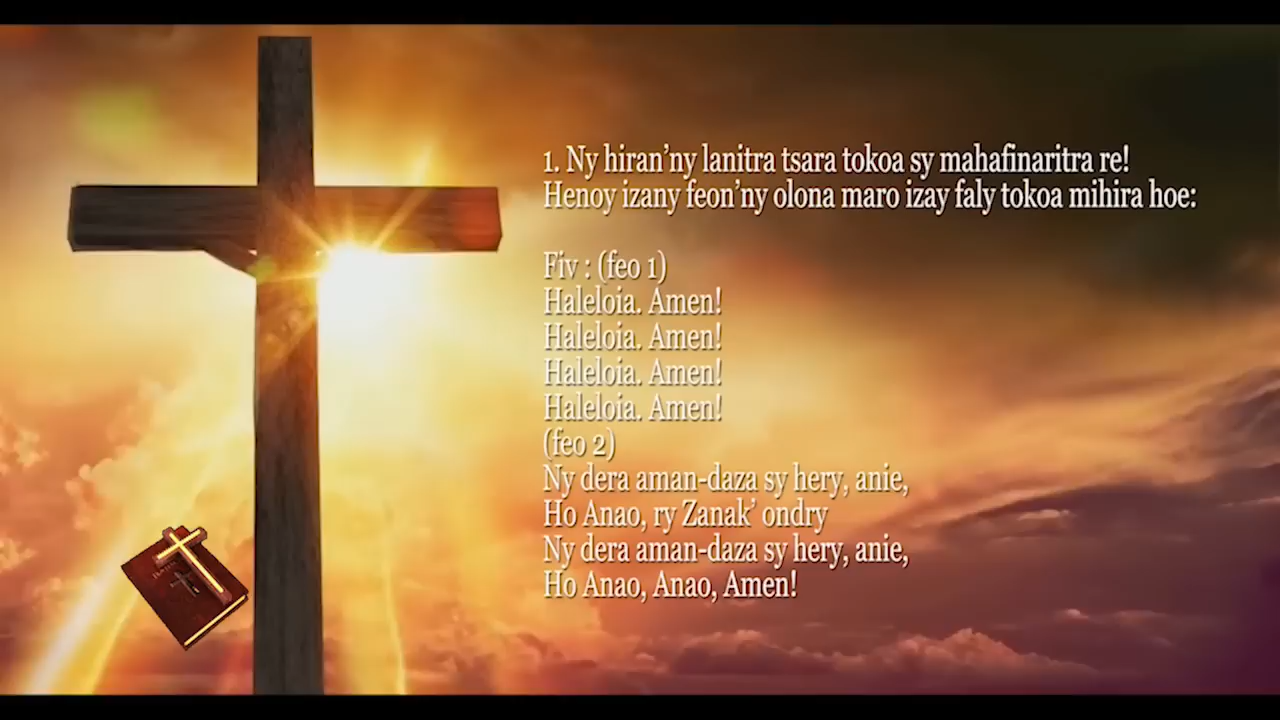 1. Ny hiran'ny lanitra tsara tokoa sy mahafinaritra re!
Henoy izany feon'ny olona maro izay faly tokoa mihira hoe:
Fiv : (feo 1)
Haleloia. Amen!
Haleloia. Amen!
Haleloia. Amen!
Haleloia. Amen!
(feo 2)
Ny dera aman-daza sy hery, anie,
Ho Anao, ry Zanak' ondry
Ny dera aman-daza sy hery, anie,
Ho Anao, Anao, Amen!